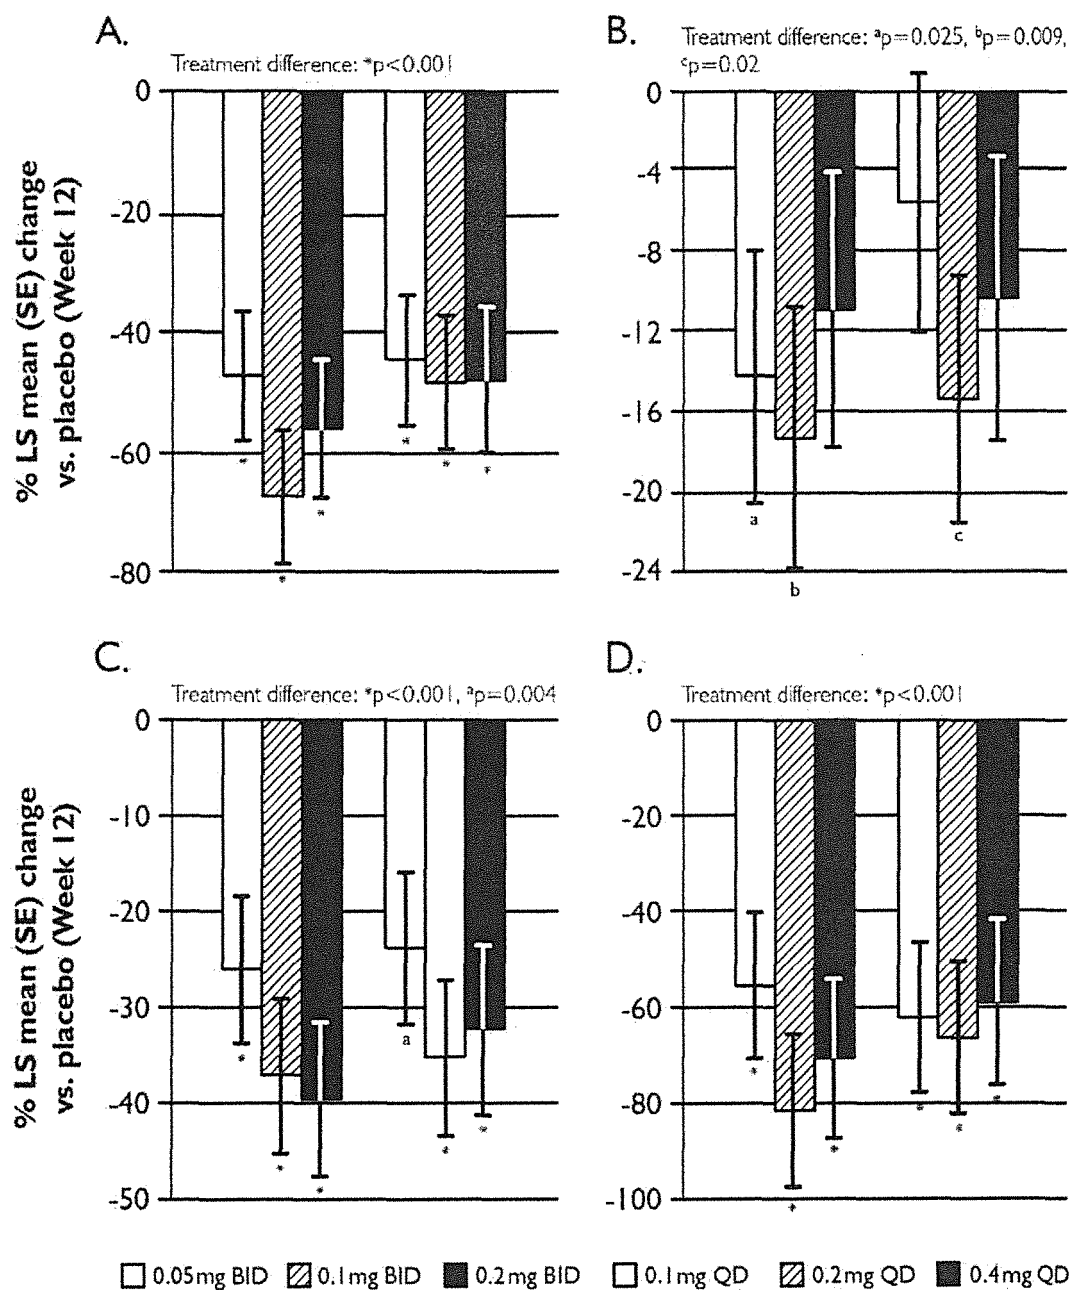 A.
Treatment difference: *p<0.001
0
-20
-40
-60
-80
% LS mean (SE) change
vs. placebo (Week 12)
* * * * * *
B.
Treatment difference: ᵃp=0.025, ᵇp=0.009,
ᶜp=0.02
0
-4
-8
-12
-16
-20
-24
a
b
c
C.
Treatment difference: *p<0.001, ᵃp=0.004
0
-10
-20
-30
-40
-50
% LS mean (SE) change
vs. placebo (Week 12)
* * * a * *
D.
Treatment difference: *p<0.001
0
-20
-40
-60
-80
-100
* * * * * *
0.05mg BID 0.1mg BID 0.2mg BID 0.1mg QD 0.2mg QD 0.4mg QD